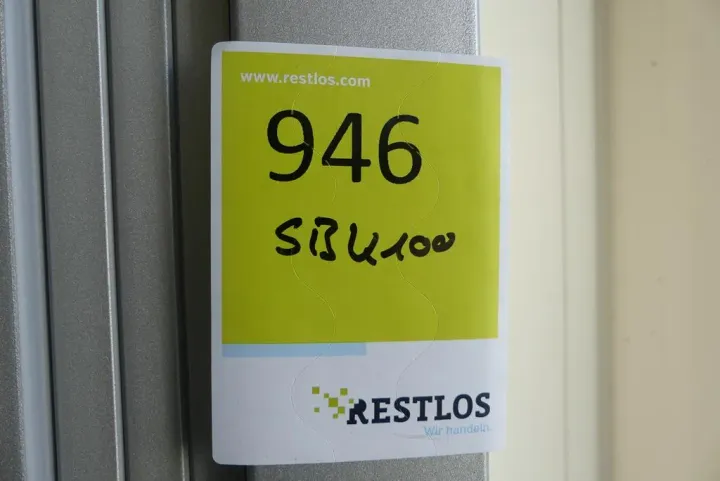 www.restlos.com
946
SBK100
RESTLOS
Wir handeln.